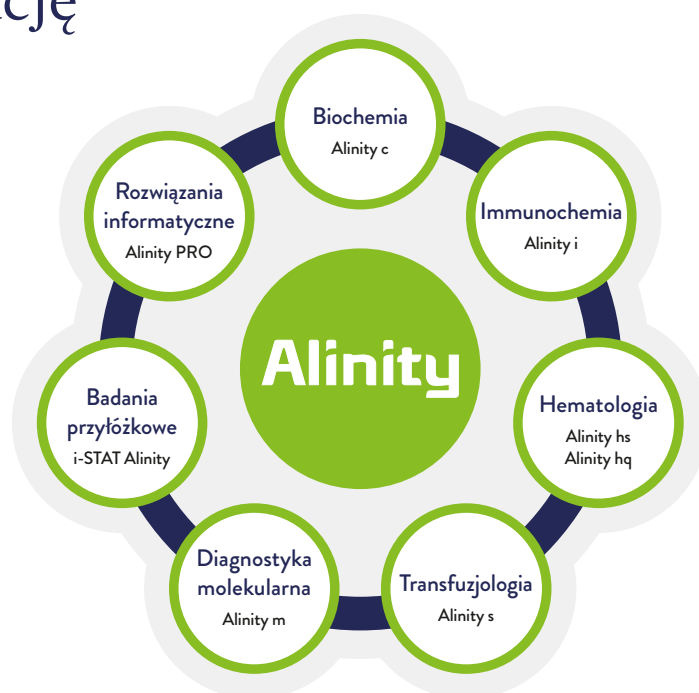 Biochemia
Alinity c
Rozwiązania
informatyczne
Alinity PRO
Immunochemia
Alinity i
Alinity
Badania
przyłóżkowe
i-STAT Alinity
Hematologia
Alinity hs
Alinity hq
Diagnostyka
molekularna
Alinity m
Transfuzjologia
Alinity s